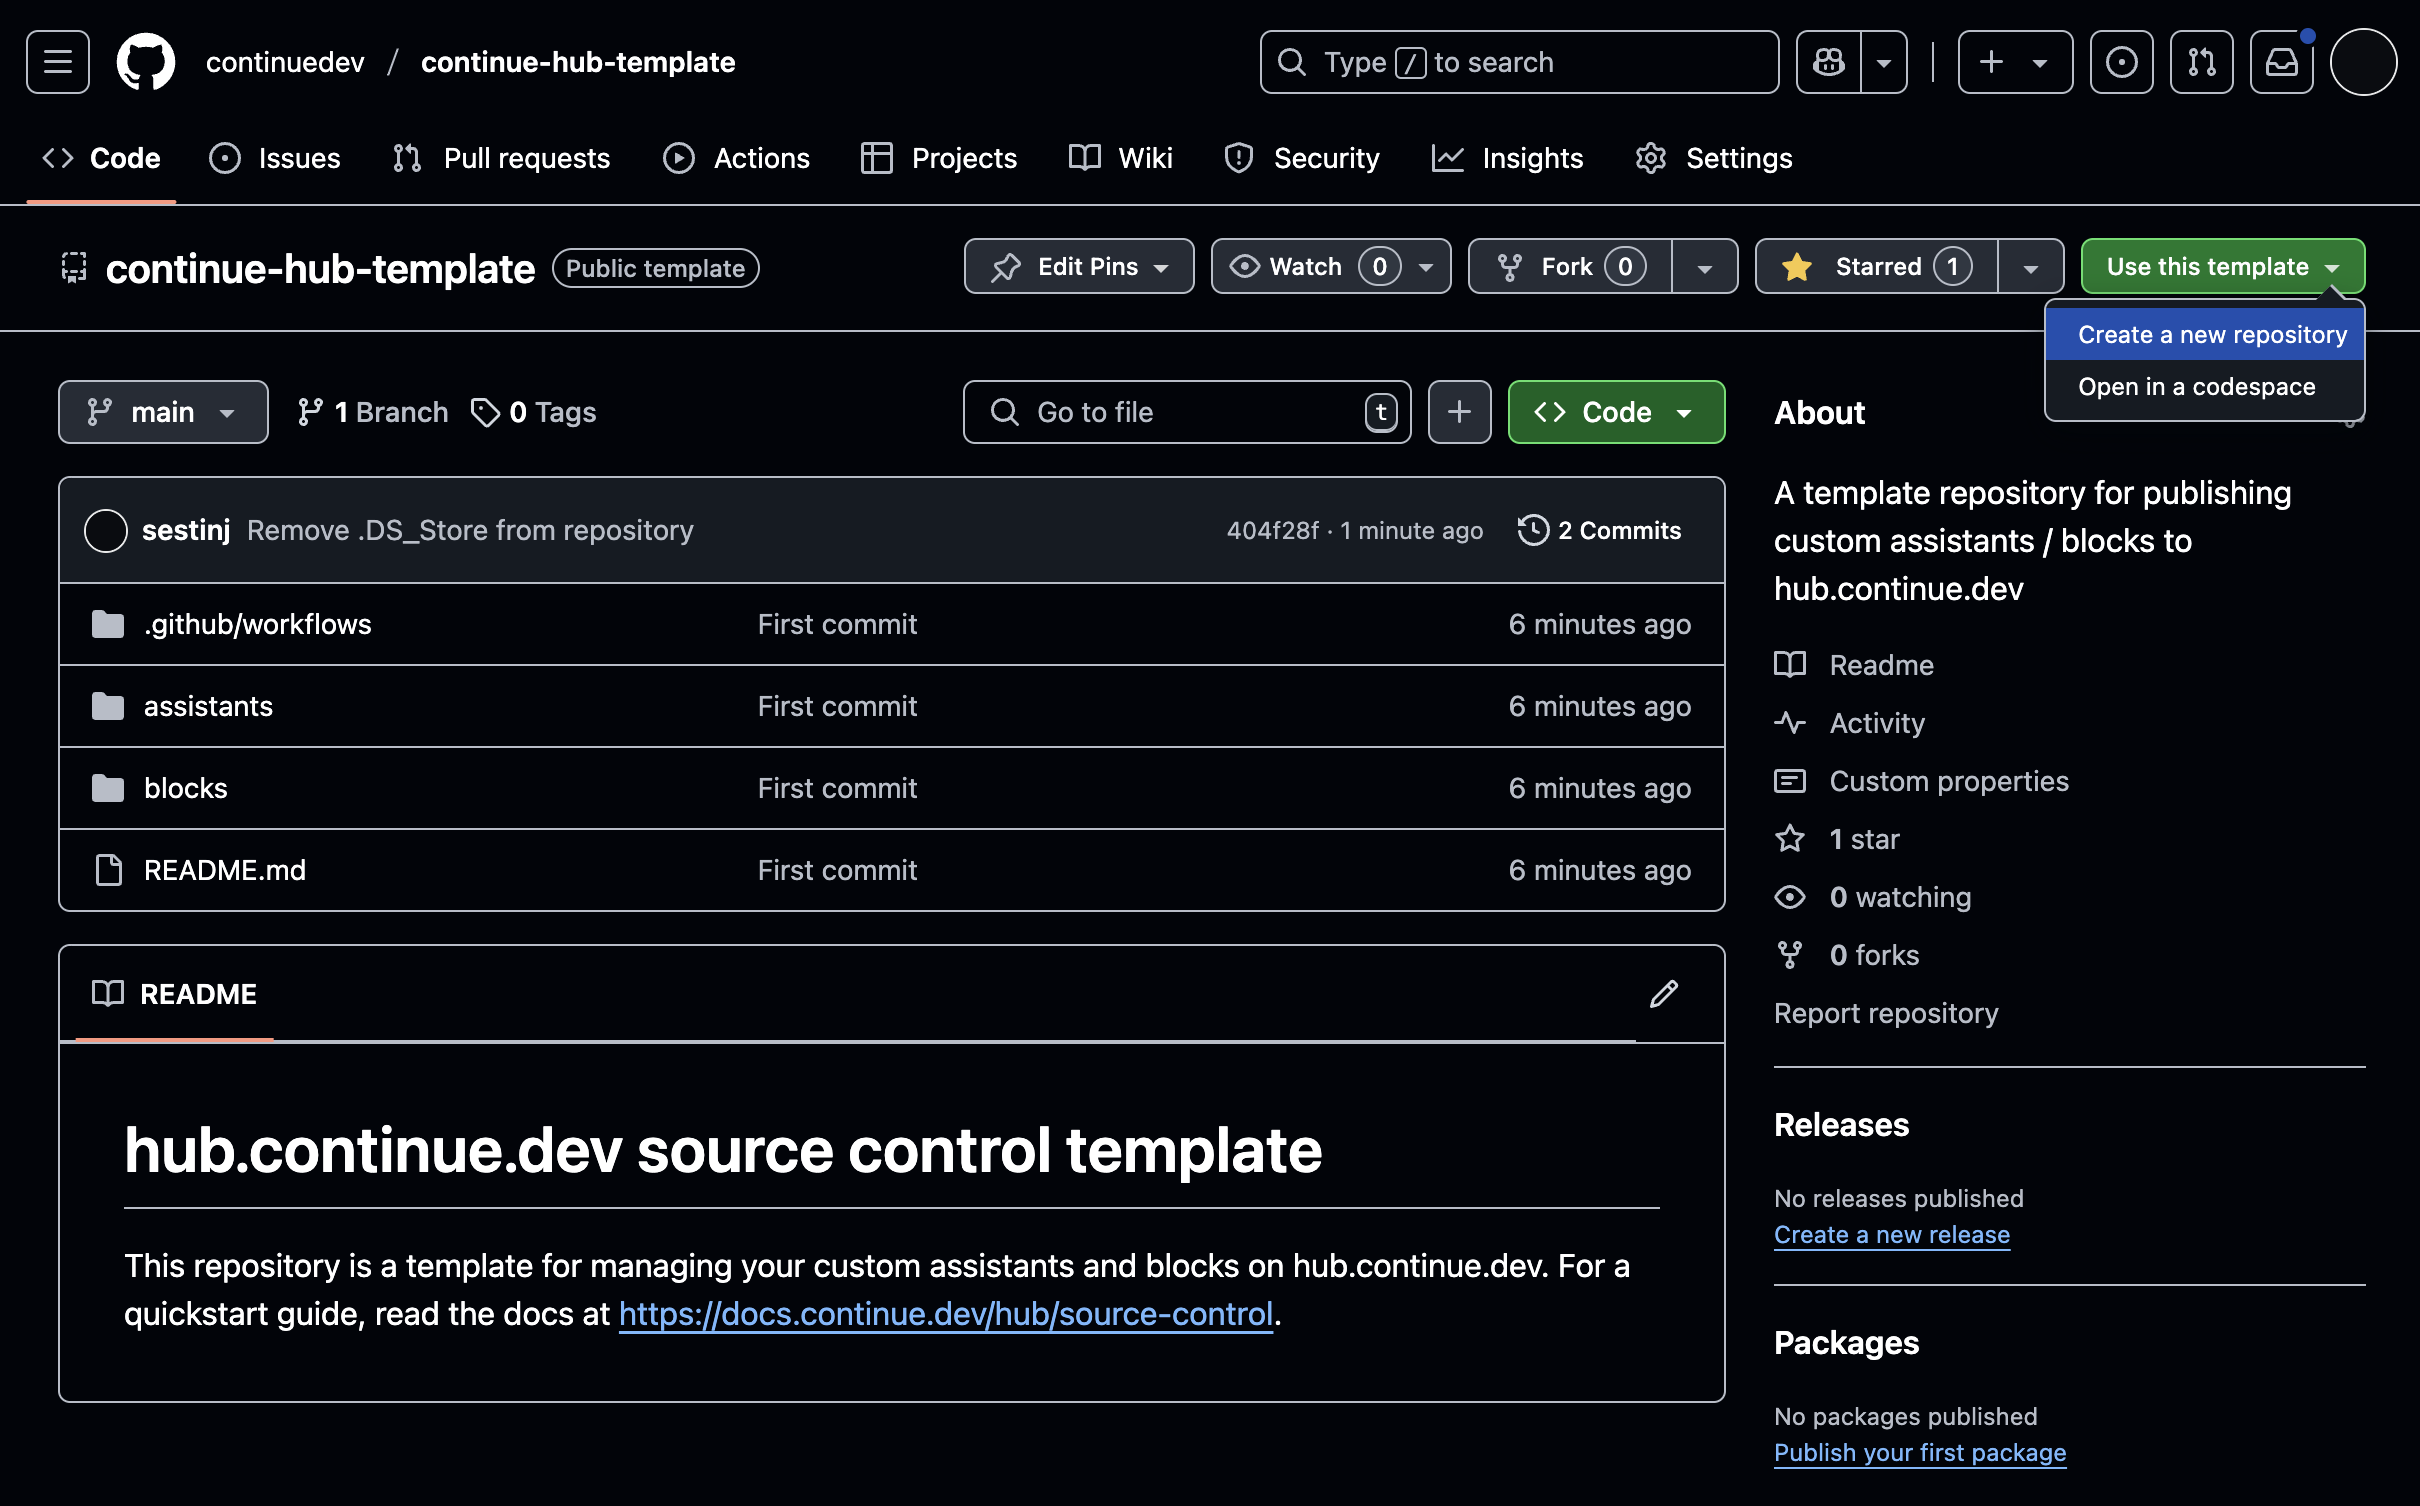 continuedev / continue-hub-template
Type / to search
Code Issues Pull requests Actions Projects Wiki Security Insights Settings
continue-hub-template Public template
Edit Pins Watch 0 Fork 0 Starred 1 Use this template
Create a new repository
Open in a codespace
main 1 Branch 0 Tags
Go to file t
Code
sestinj Remove .DS_Store from repository 404f28f · 1 minute ago 2 Commits
.github/workflows First commit 6 minutes ago
assistants First commit 6 minutes ago
blocks First commit 6 minutes ago
README.md First commit 6 minutes ago
README
hub.continue.dev source control template
This repository is a template for managing your custom assistants and blocks on hub.continue.dev. For a
quickstart guide, read the docs at https://docs.continue.dev/hub/source-control.
About
A template repository for publishing
custom assistants / blocks to
hub.continue.dev
Readme
Activity
Custom properties
1 star
0 watching
0 forks
Report repository
Releases
No releases published
Create a new release
Packages
No packages published
Publish your first package